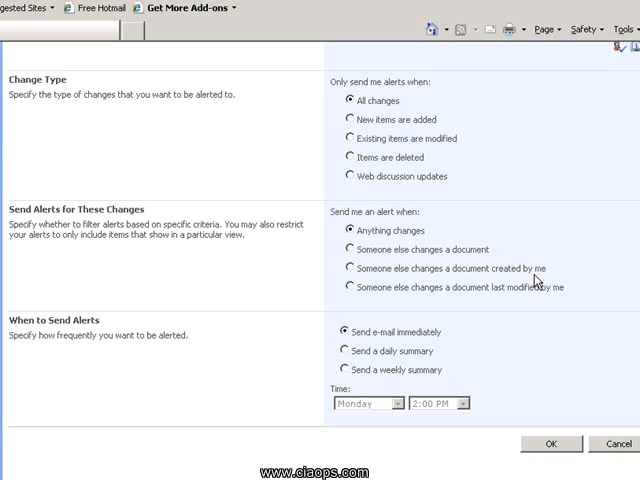 gested Sites Free Hotmail Get More Add-ons
Page Safety Tools
Change Type
Specify the type of changes that you want to be alerted to.
Only send me alerts when:
All changes
New items are added
Existing items are modified
Items are deleted
Web discussion updates
Send Alerts for These Changes
Specify whether to filter alerts based on specific criteria. You may also restrict
your alerts to only include items that show in a particular view.
Send me an alert when:
Anything changes
Someone else changes a document
Someone else changes a document created by me
Someone else changes a document last modified by me
When to Send Alerts
Specify how frequently you want to be alerted.
Send e-mail immediately
Send a daily summary
Send a weekly summary
Time:
Monday 2:00 PM
OK Cancel
www.ciaops.com